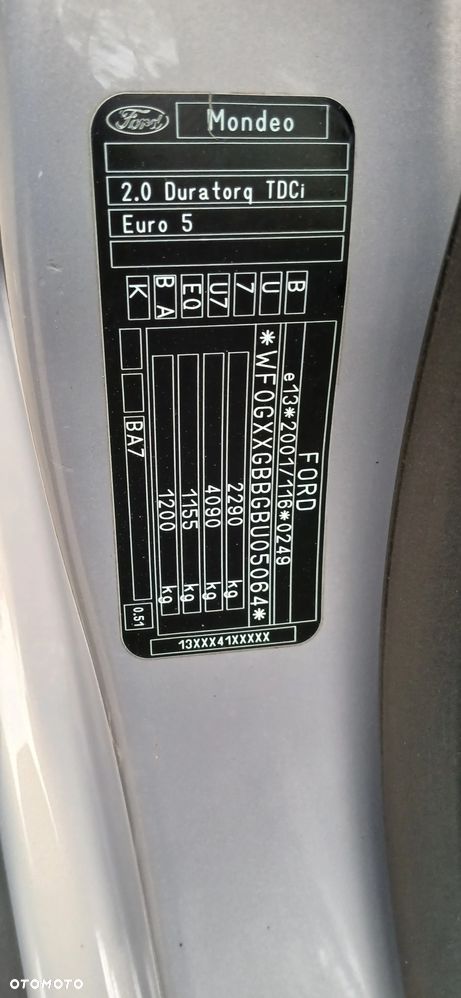 Ford
Mondeo
2.0 Duratorq TDCi
Euro 5
B
U
7
U7
EQ
B A
K
FORD
e13*2001/116*0249
*WF0GXXGBBGBU05064*
2290 kg
4090 kg
1155 kg
1200 kg
BA7
0.51
13XXX41XXXXX
OTOMOTO